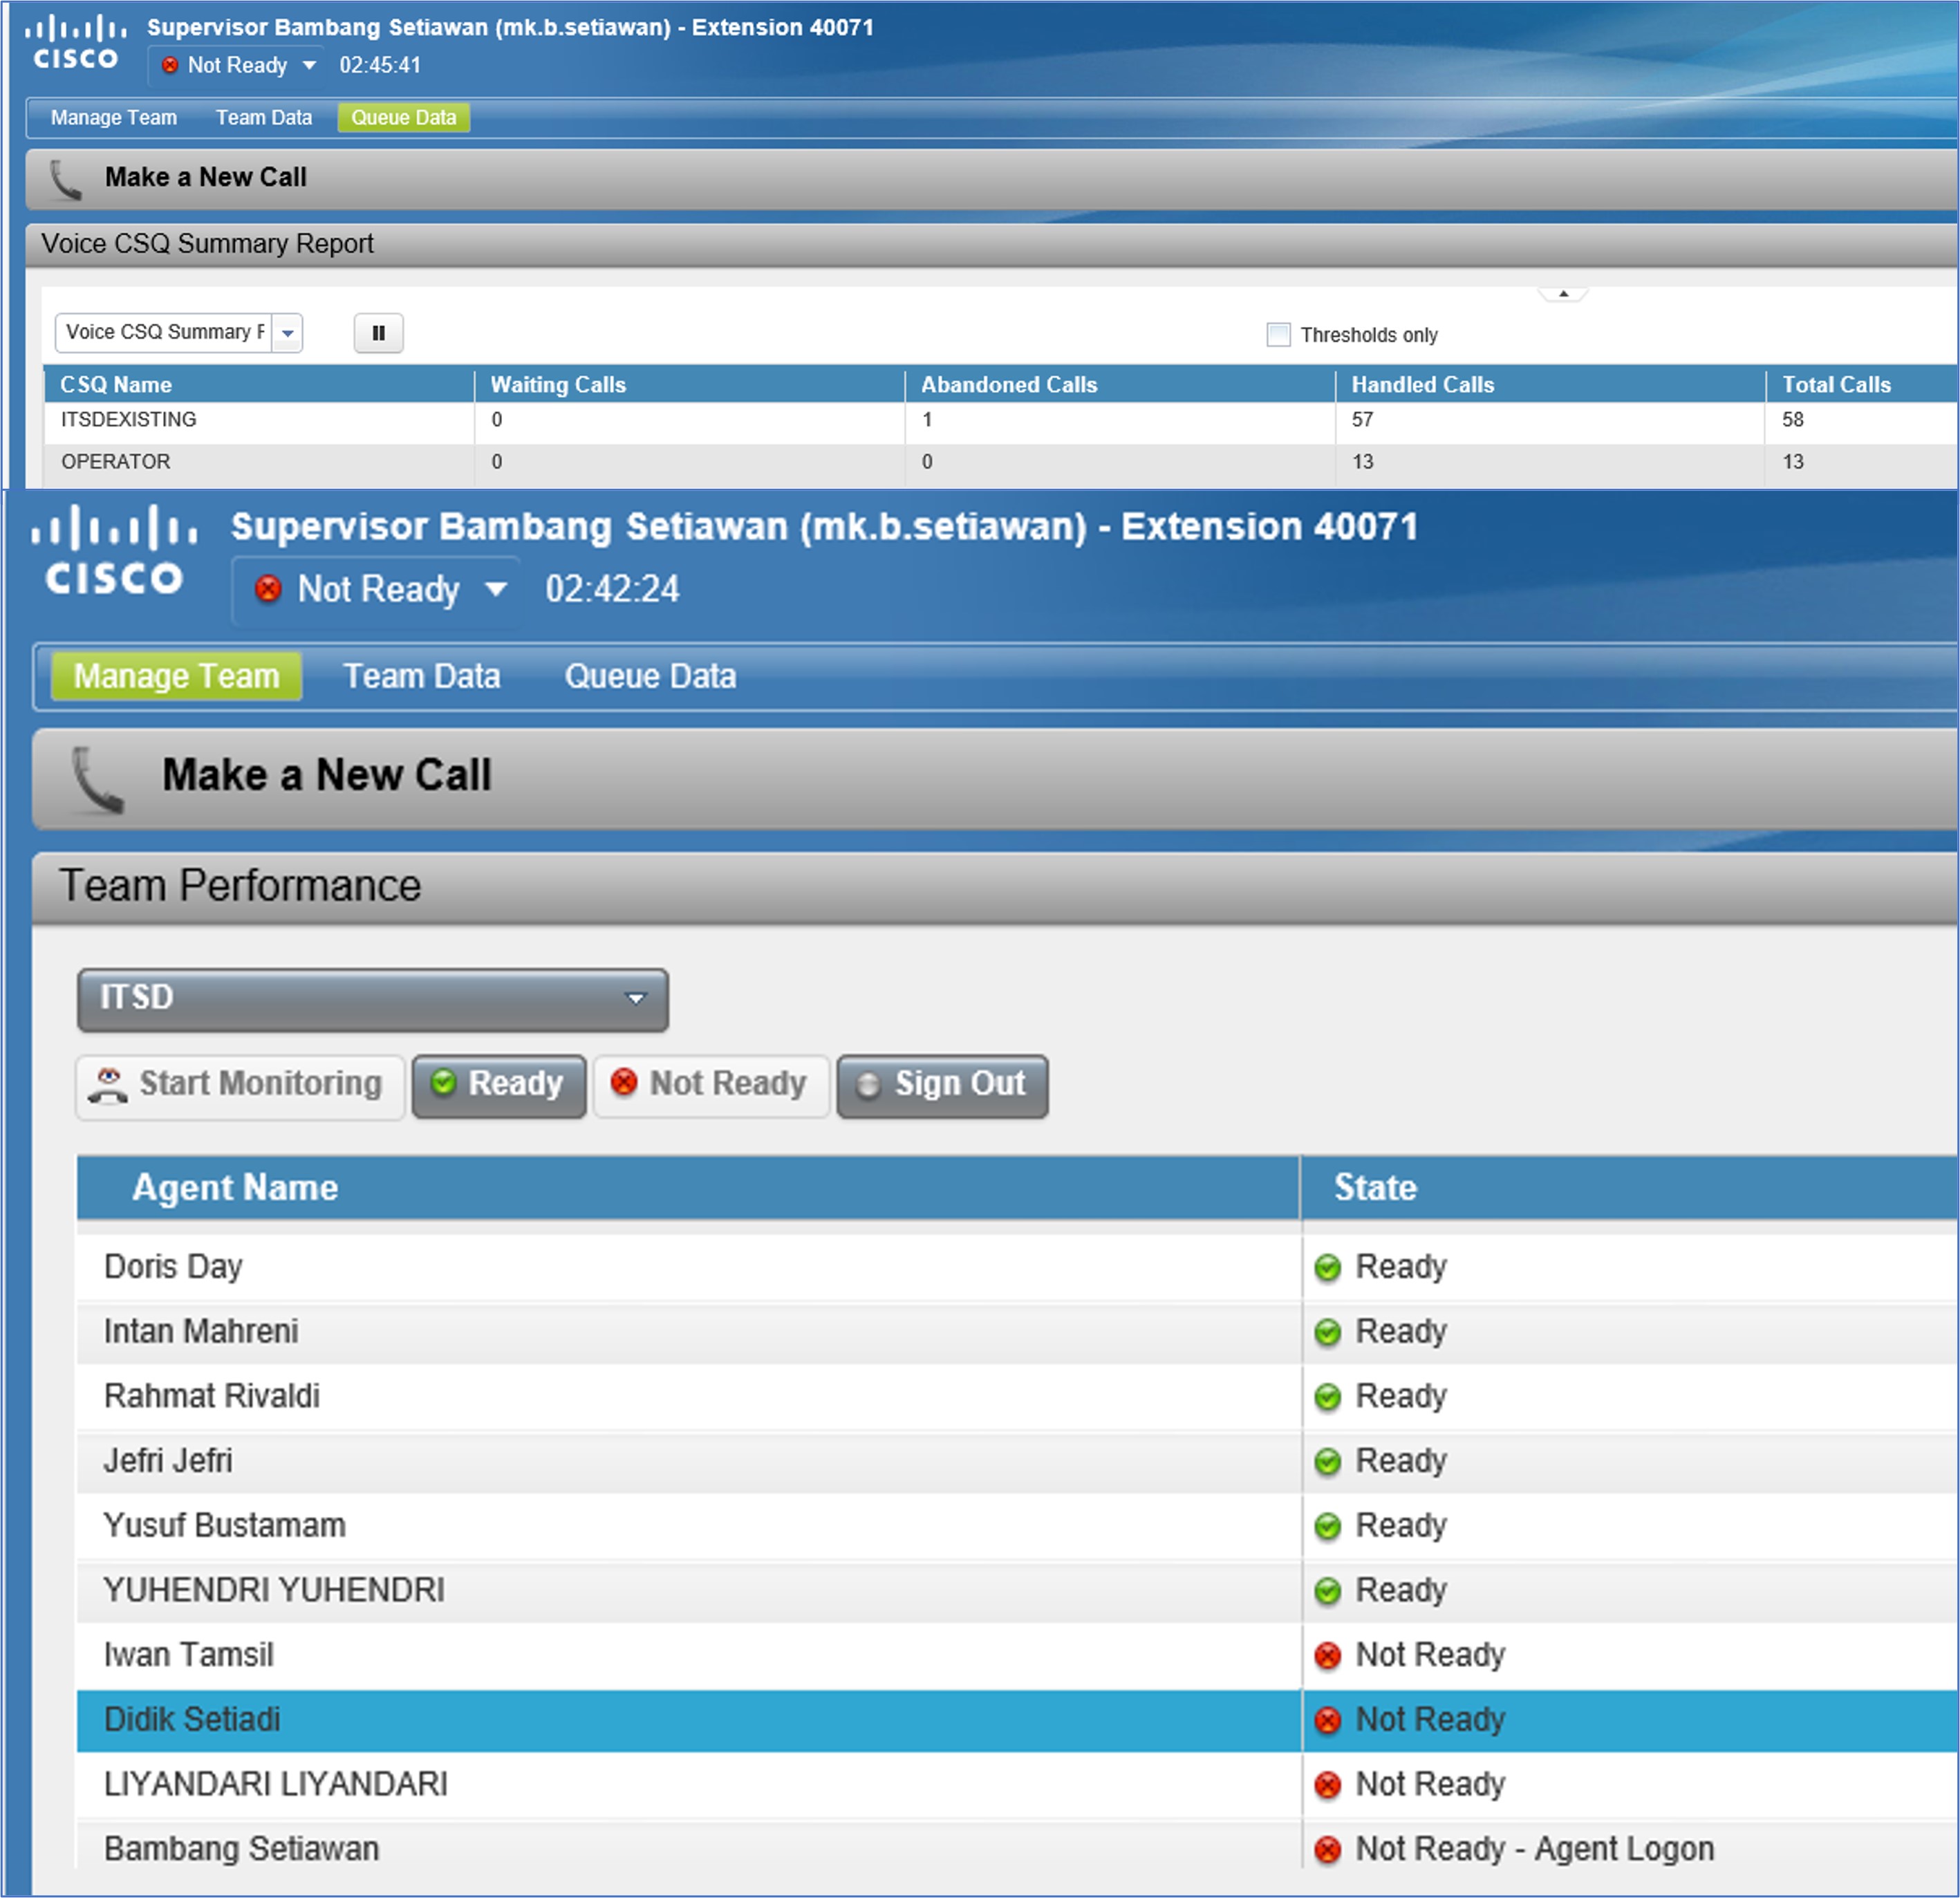 Supervisor Bambang Setiawan (mk.b.setiawan) - Extension 40071
CISCO
Not Ready 02:45:41
Manage Team Team Data Queue Data
Make a New Call
Voice CSQ Summary Report
Voice CSQ Summary F Thresholds only
CSQ Name Waiting Calls Abandoned Calls Handled Calls Total Calls
ITSDEXISTING 0 1 57 58
OPERATOR 0 0 13 13
Supervisor Bambang Setiawan (mk.b.setiawan) - Extension 40071
CISCO
Not Ready 02:42:24
Manage Team Team Data Queue Data
Make a New Call
Team Performance
ITSD
Start Monitoring Ready Not Ready Sign Out
Agent Name State
Doris Day Ready
Intan Mahreni Ready
Rahmat Rivaldi Ready
Jefri Jefri Ready
Yusuf Bustamam Ready
YUHENDRI YUHENDRI Ready
Iwan Tamsil Not Ready
Didik Setiadi Not Ready
LIYANDARI LIYANDARI Not Ready
Bambang Setiawan Not Ready - Agent Logon